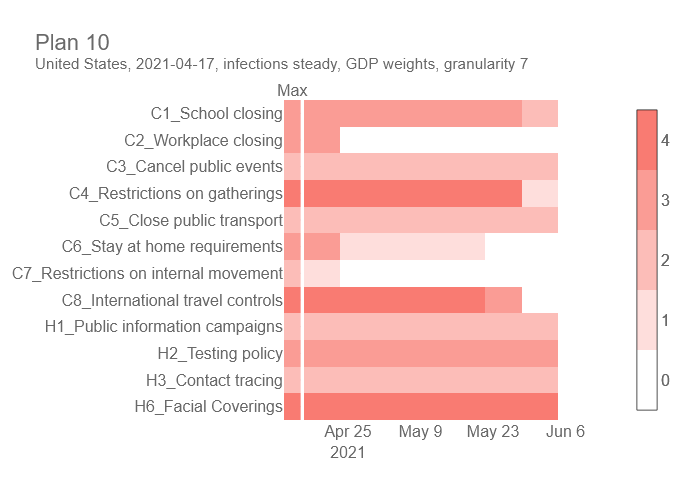 Plan 10
United States, 2021-04-17, infections steady, GDP weights, granularity 7
Max
C1_School closing
C2_Workplace closing
C3_Cancel public events
C4_Restrictions on gatherings
C5_Close public transport
C6_Stay at home requirements
C7_Restrictions on internal movement
C8_International travel controls
H1_Public information campaigns
H2_Testing policy
H3_Contact tracing
H6_Facial Coverings
Apr 25 May 9 May 23 Jun 6
2021
4
3
2
1
0